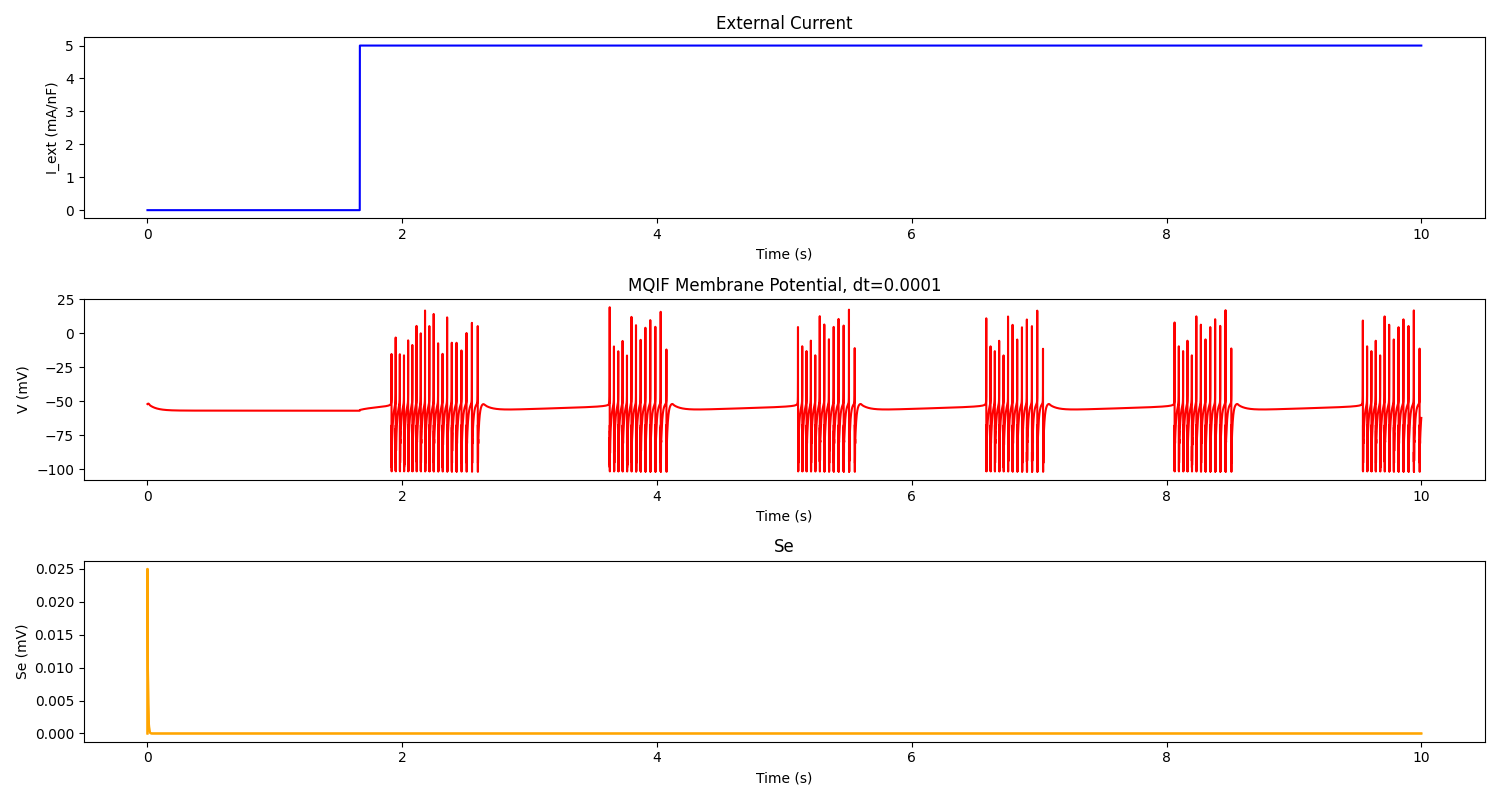 External Current
5
4
3
2
1
0
I_ext (mA/nF)
0 2 4 6 8 10
Time (s)
MQIF Membrane Potential, dt=0.0001
25
0
−25
−50
−75
−100
V (mV)
0 2 4 6 8 10
Time (s)
Se
0.025
0.020
0.015
0.010
0.005
0.000
Se (mV)
0 2 4 6 8 10
Time (s)